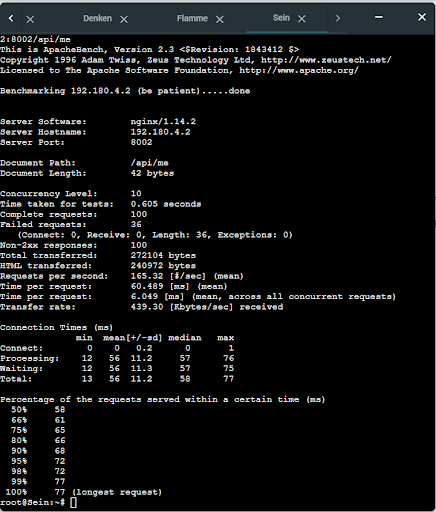 Denken Flamme Sein
2:8002/api/me
This is ApacheBench, Version 2.3 <$Revision: 1843412 $>
Copyright 1996 Adam Twiss, Zeus Technology Ltd, http://www.zeustech.net/
Licensed to The Apache Software Foundation, http://www.apache.org/
Benchmarking 192.180.4.2 (be patient).....done
Server Software: nginx/1.14.2
Server Hostname: 192.180.4.2
Server Port: 8002
Document Path: /api/me
Document Length: 42 bytes
Concurrency Level: 10
Time taken for tests: 0.605 seconds
Complete requests: 100
Failed requests: 36
(Connect: 0, Receive: 0, Length: 36, Exceptions: 0)
Non-2xx responses: 100
Total transferred: 272104 bytes
HTML transferred: 240972 bytes
Requests per second: 165.32 [#/sec] (mean)
Time per request: 60.489 [ms] (mean)
Time per request: 6.049 [ms] (mean, across all concurrent requests)
Transfer rate: 439.30 [Kbytes/sec] received
Connection Times (ms)
min mean[+/-sd] median max
Connect: 0 0 0.2 0 1
Processing: 12 56 11.2 57 76
Waiting: 12 56 11.3 57 75
Total: 13 56 11.2 58 77
Percentage of the requests served within a certain time (ms)
50% 58
66% 61
75% 65
80% 66
90% 68
95% 72
98% 72
99% 77
100% 77 (longest request)
root@Sein:~#